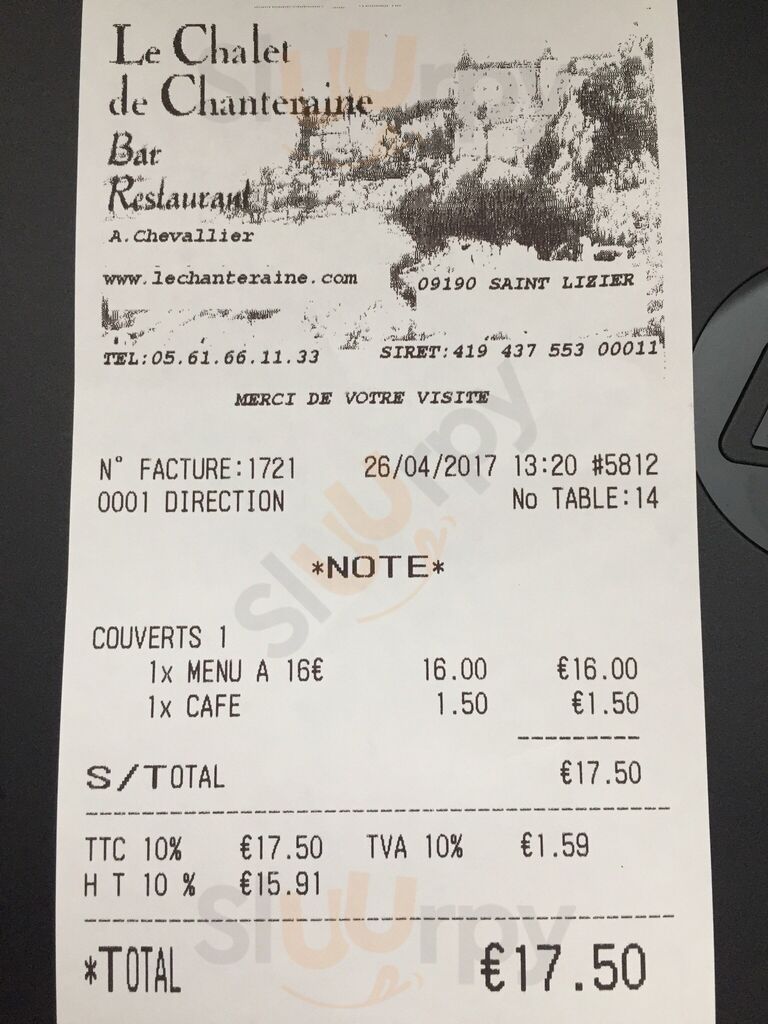 Le Chalet
de Chanteraine
Bar
Restaurant
A.Chevallier
www.lechanteraine.com 09190 SAINT LIZIER
TEL:05.61.66.11.33 SIRET:419 437 553 00011
MERCI DE VOTRE VISITE
N° FACTURE:1721 26/04/2017 13:20 #5812
0001 DIRECTION No TABLE:14
*NOTE*
COUVERTS 1
1x MENU A 16€ 16.00 €16.00
1x CAFE 1.50 €1.50
S/TOTAL €17.50
TTC 10% €17.50 TVA 10% €1.59
H T 10 % €15.91
*TOTAL €17.50
Sluurpy
Sluurpy
Sluurpy